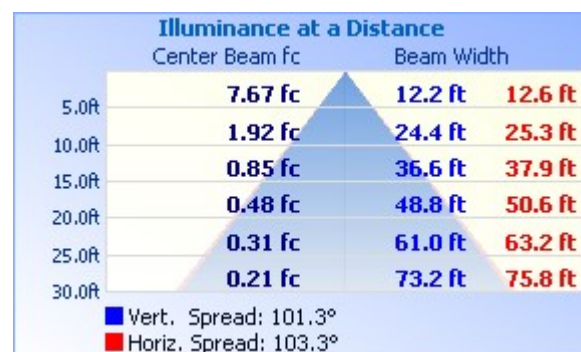 Illuminance at a Distance
Center Beam fc Beam Width
5.0ft 7.67 fc 12.2 ft 12.6 ft
10.0ft 1.92 fc 24.4 ft 25.3 ft
15.0ft 0.85 fc 36.6 ft 37.9 ft
20.0ft 0.48 fc 48.8 ft 50.6 ft
25.0ft 0.31 fc 61.0 ft 63.2 ft
30.0ft 0.21 fc 73.2 ft 75.8 ft
Vert. Spread: 101.3°
Horiz. Spread: 103.3°